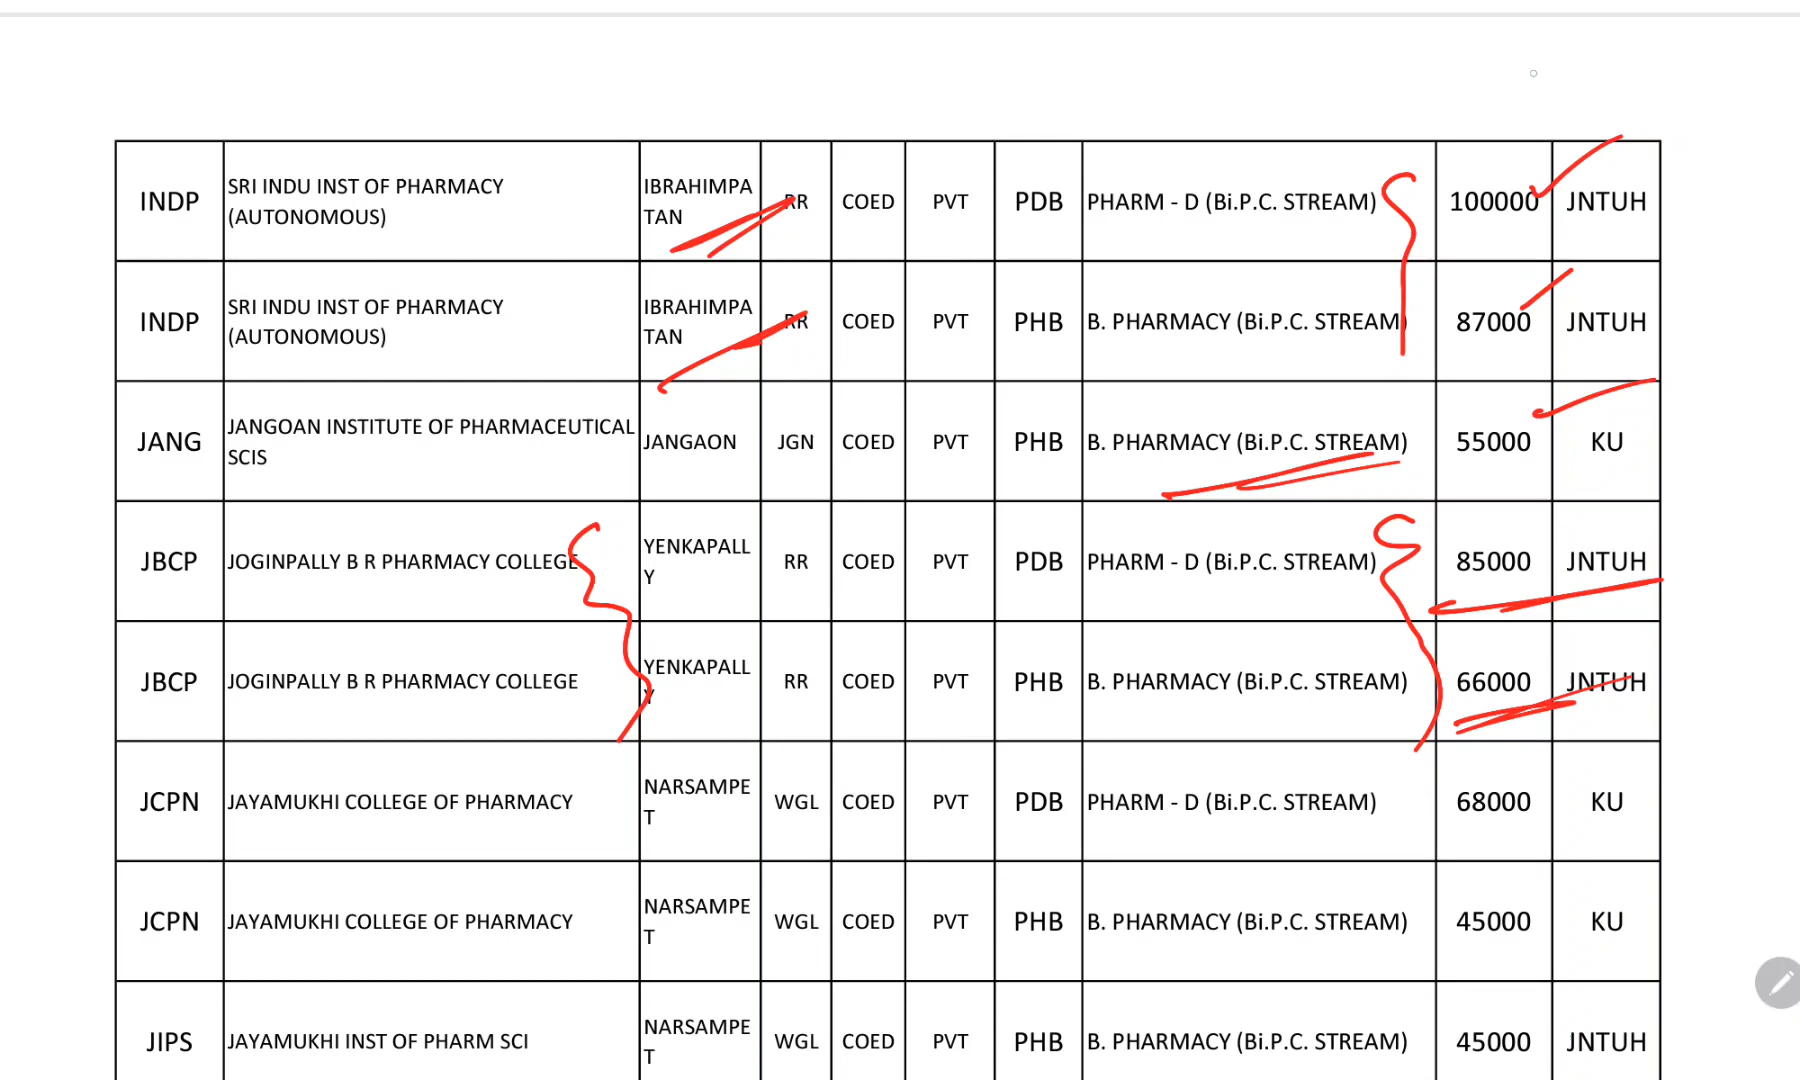 INDP SRI INDU INST OF PHARMACY (AUTONOMOUS) IBRAHIMPATAN RR COED PVT PDB PHARM - D (Bi.P.C. STREAM) 100000 JNTUH
INDP SRI INDU INST OF PHARMACY (AUTONOMOUS) IBRAHIMPATAN RR COED PVT PHB B. PHARMACY (Bi.P.C. STREAM) 87000 JNTUH
JANG JANGOAN INSTITUTE OF PHARMACEUTICAL SCIS JANGAON JGN COED PVT PHB B. PHARMACY (Bi.P.C. STREAM) 55000 KU
JBCP JOGINPALLY B R PHARMACY COLLEGE YENKAPALLY RR COED PVT PDB PHARM - D (Bi.P.C. STREAM) 85000 JNTUH
JBCP JOGINPALLY B R PHARMACY COLLEGE YENKAPALLY RR COED PVT PHB B. PHARMACY (Bi.P.C. STREAM) 66000 JNTUH
JCPN JAYAMUKHI COLLEGE OF PHARMACY NARSAMPET WGL COED PVT PDB PHARM - D (Bi.P.C. STREAM) 68000 KU
JCPN JAYAMUKHI COLLEGE OF PHARMACY NARSAMPET WGL COED PVT PHB B. PHARMACY (Bi.P.C. STREAM) 45000 KU
JIPS JAYAMUKHI INST OF PHARM SCI NARSAMPET WGL COED PVT PHB B. PHARMACY (Bi.P.C. STREAM) 45000 JNTUH